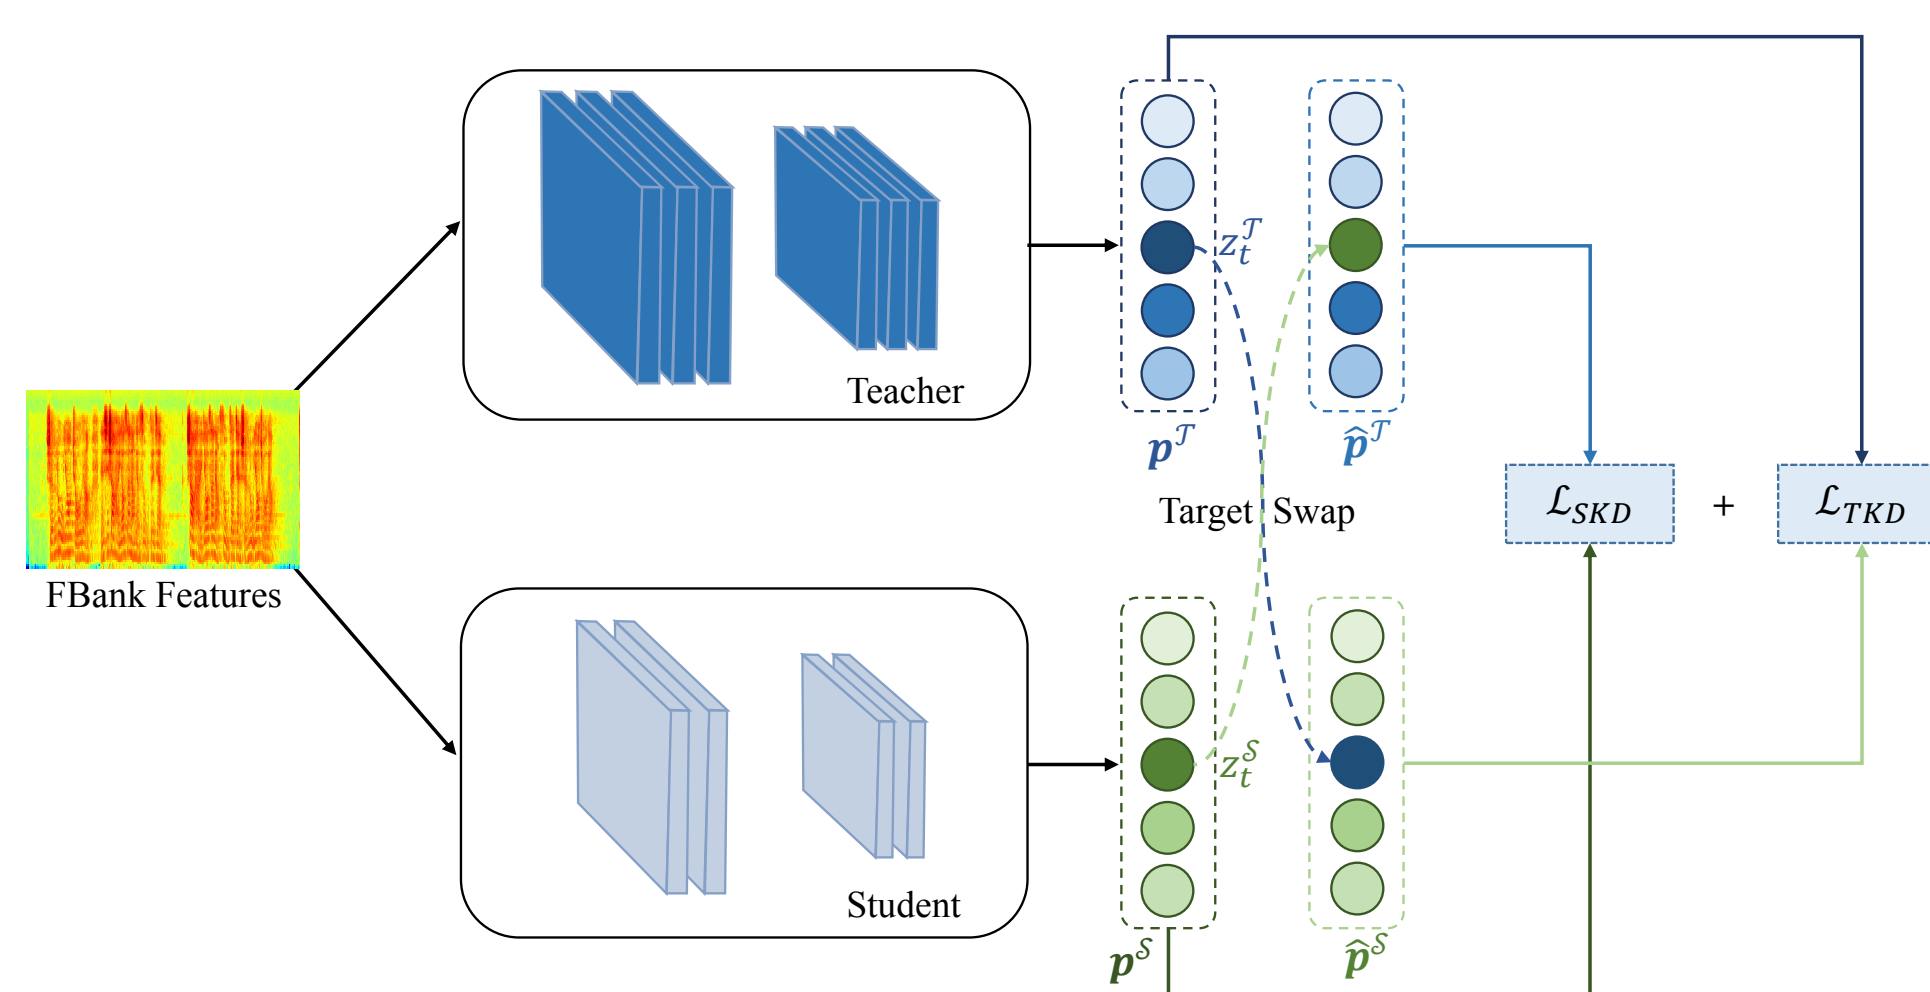 Teacher
FBank Features
Student
z_t^𝒯
z_t^𝒮
p^𝒯
p̂^𝒯
Target Swap
ℒ_SKD + ℒ_TKD
p^𝒮
p̂^𝒮